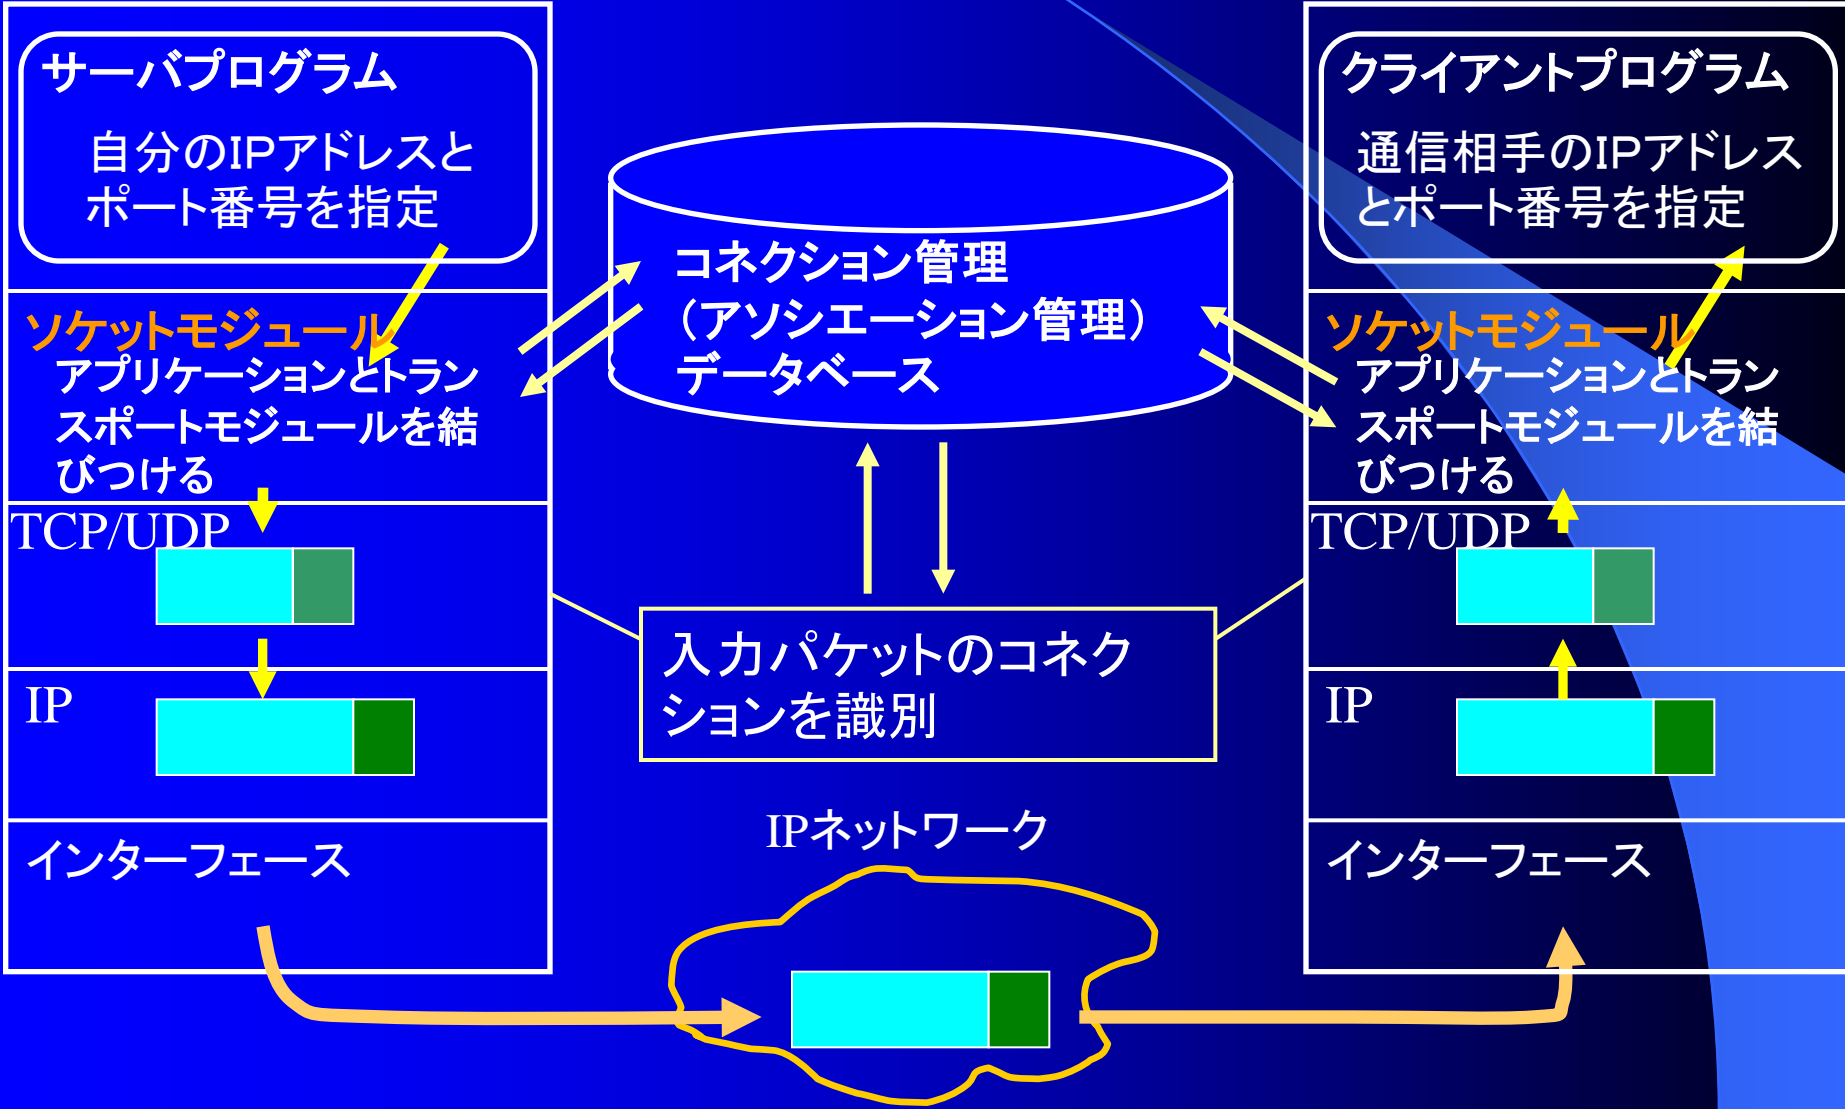 サーバプログラム
自分のIPアドレスと
ポート番号を指定
ソケットモジュール
アプリケーションとトラン
スポートモジュールを結
びつける
TCP/UDP
IP
インターフェース
コネクション管理
（アソシエーション管理）
データベース
入力パケットのコネク
ションを識別
IPネットワーク
クライアントプログラム
通信相手のIPアドレス
とポート番号を指定
ソケットモジュール
アプリケーションとトラン
スポートモジュールを結
びつける
TCP/UDP
IP
インターフェース